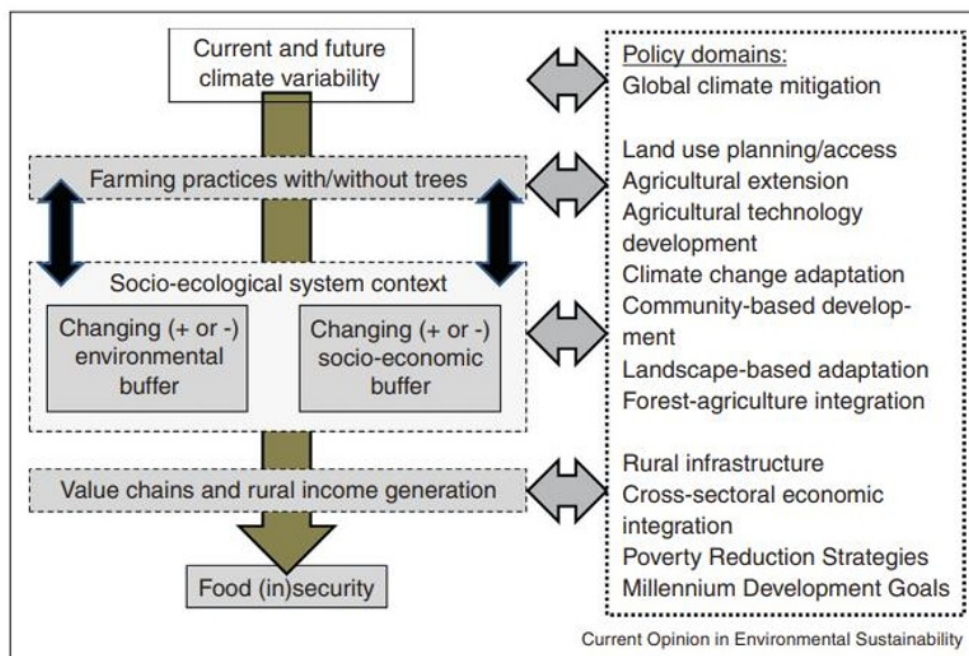 Current and future
climate variability
Farming practices with/without trees
Socio-ecological system context
Changing (+ or -)
environmental
buffer
Changing (+ or -)
socio-economic
buffer
Value chains and rural income generation
Food (in)security
Policy domains:
Global climate mitigation
Land use planning/access
Agricultural extension
Agricultural technology
development
Climate change adaptation
Community-based develop-
ment
Landscape-based adaptation
Forest-agriculture integration
Rural infrastructure
Cross-sectoral economic
integration
Poverty Reduction Strategies
Millennium Development Goals
Current Opinion in Environmental Sustainability